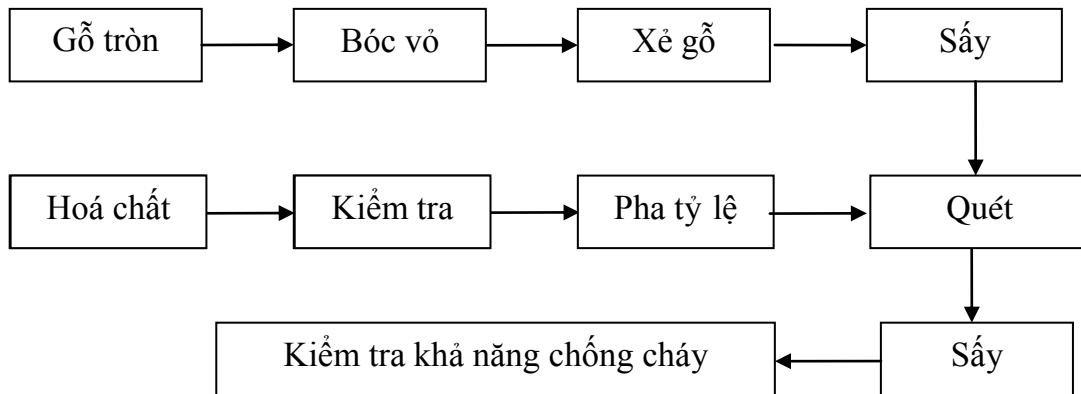 Gỗ tròn
Bóc vỏ
Xẻ gỗ
Sấy
Hoá chất
Kiểm tra
Pha tỷ lệ
Quét
Kiểm tra khả năng chống cháy
Sấy